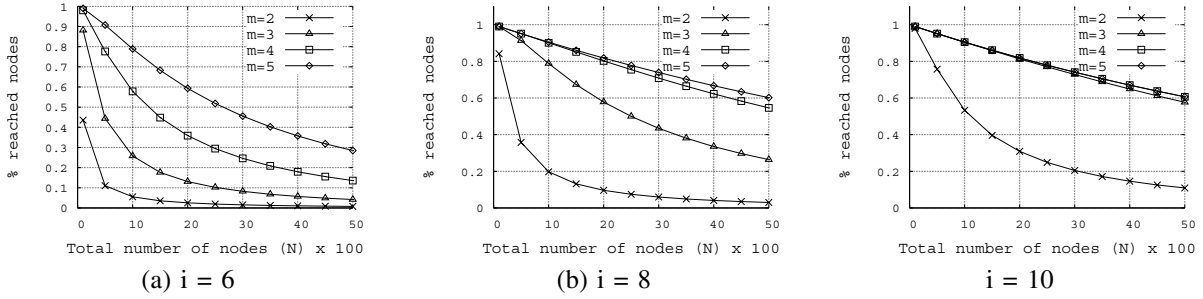 % reached nodes
1
0.9
0.8
0.7
0.6
0.5
0.4
0.3
0.2
0.1
0
m=2
m=3
m=4
m=5
0 10 20 30 40 50
Total number of nodes (N) x 100
(a) i = 6
% reached nodes
1
0.8
0.6
0.4
0.2
0
m=2
m=3
m=4
m=5
0 10 20 30 40 50
Total number of nodes (N) x 100
(b) i = 8
% reached nodes
1
0.8
0.6
0.4
0.2
0
m=2
m=3
m=4
m=5
0 10 20 30 40 50
Total number of nodes (N) x 100
i = 10